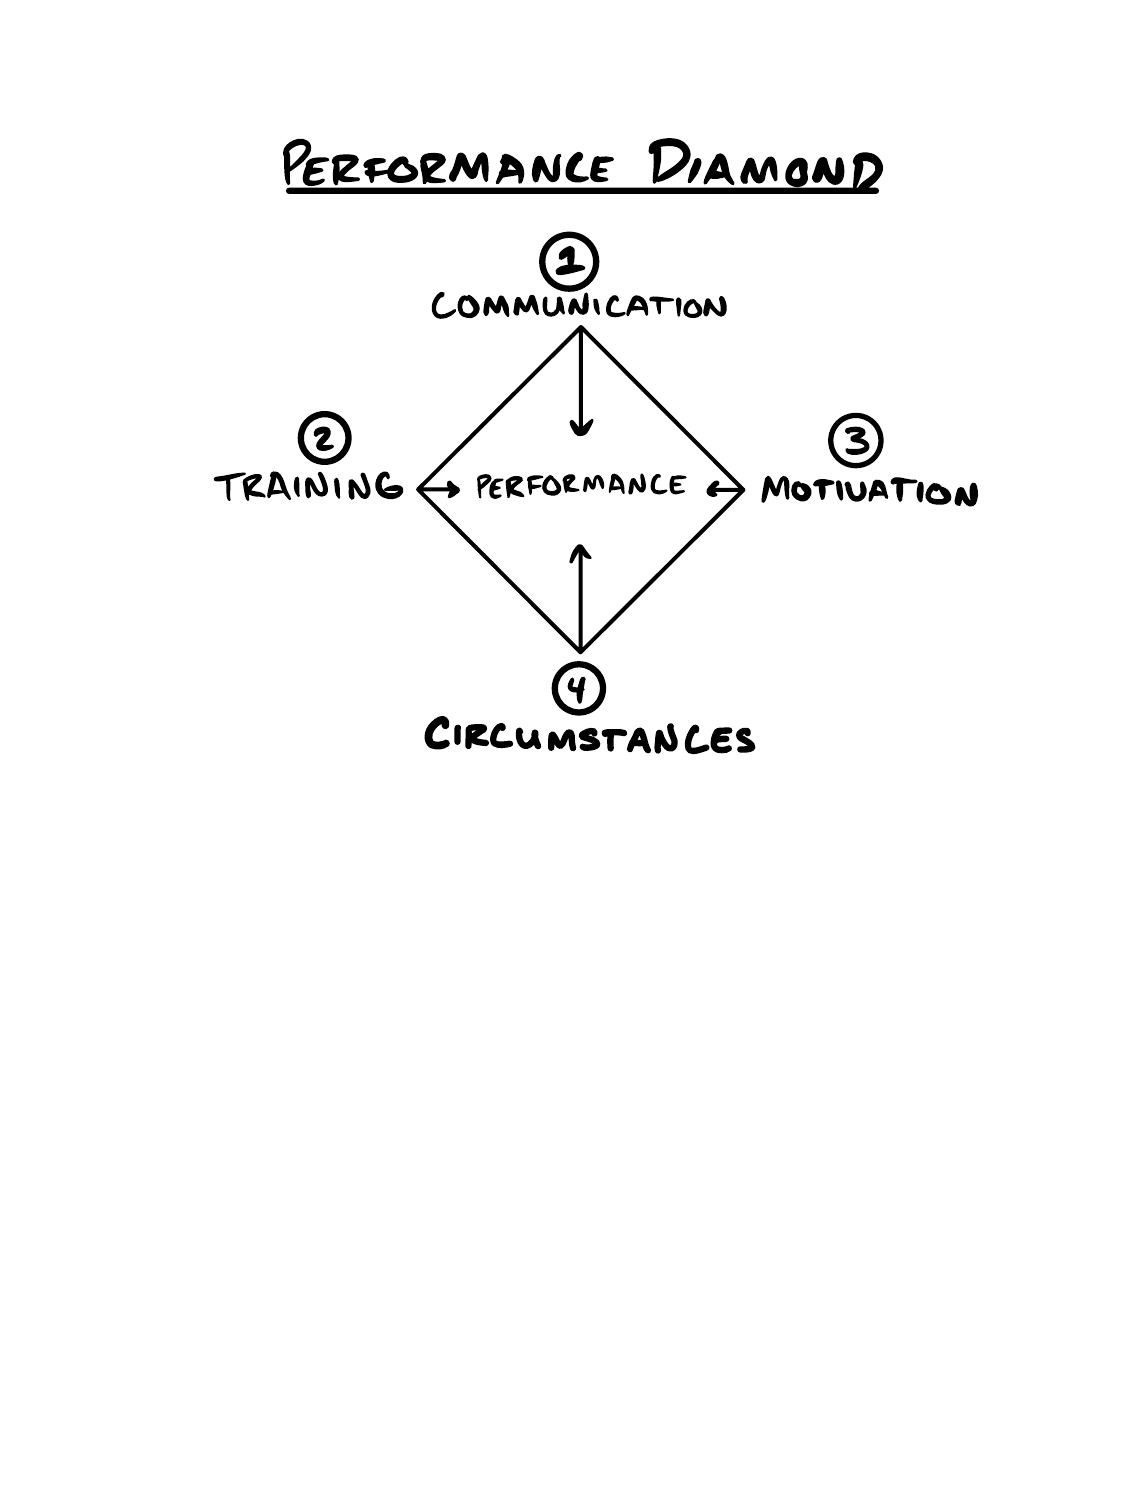 PERFORMANCE DIAMOND
1
COMMUNICATION
2
3
TRAINING PERFORMANCE MOTIVATION
4
CIRCUMSTANCES